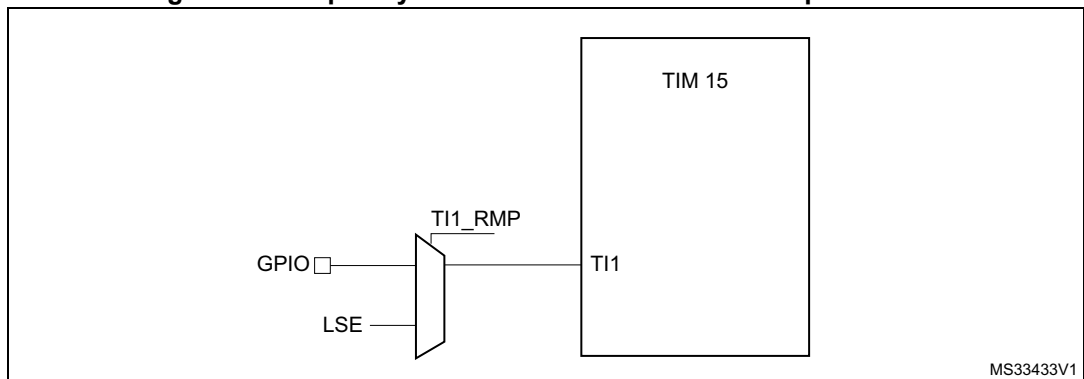 TIM 15
TI1_RMP
GPIO
TI1
LSE
MS33433V1